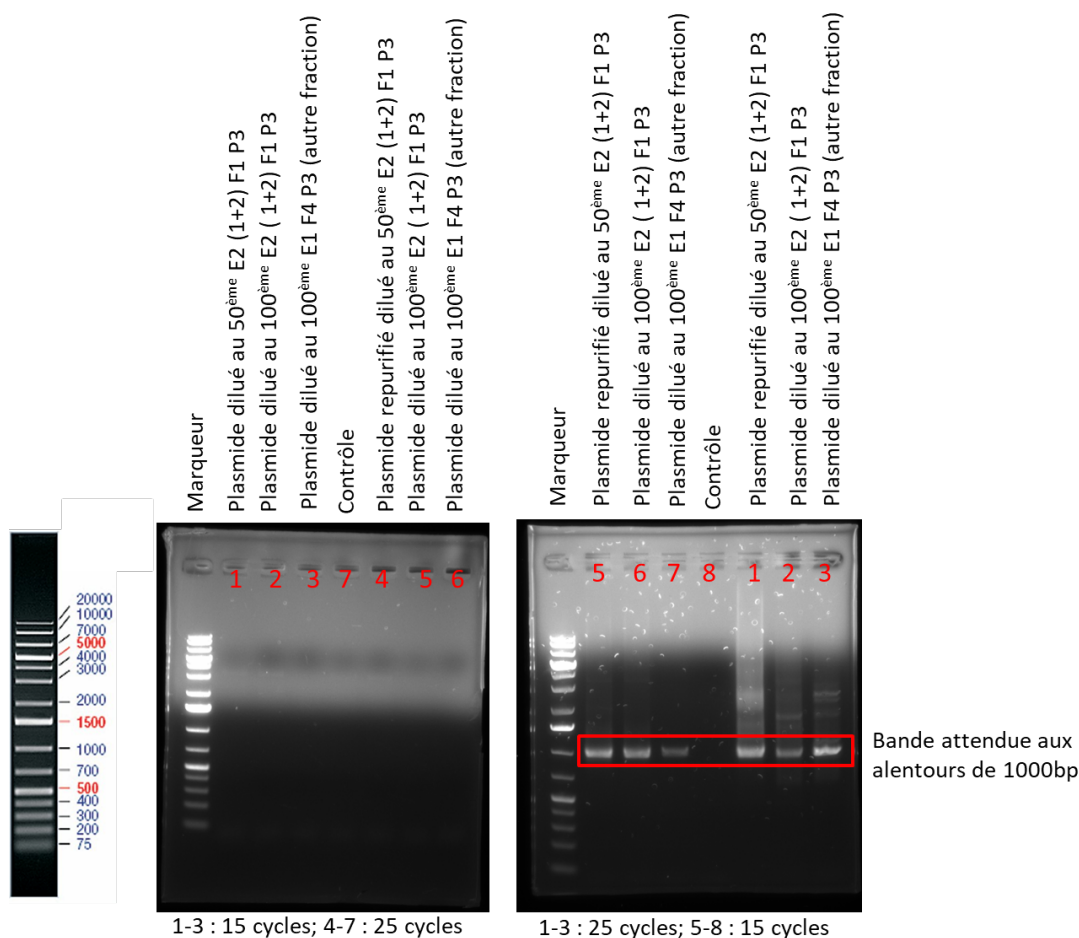 Marqueur
Plasmide dilué au 50ème E2 (1+2) F1 P3
Plasmide dilué au 100ème E2 ( 1+2) F1 P3
Plasmide dilué au 100ème E1 F4 P3 (autre fraction)
Contrôle
Plasmide repurifié dilué au 50ème E2 (1+2) F1 P3
Plasmide dilué au 100ème E2 ( 1+2) F1 P3
Plasmide dilué au 100ème E1 F4 P3 (autre fraction)
Marqueur
Plasmide repurifié dilué au 50ème E2 (1+2) F1 P3
Plasmide dilué au 100ème E2 ( 1+2) F1 P3
Plasmide dilué au 100ème E1 F4 P3 (autre fraction)
Contrôle
Plasmide repurifié dilué au 50ème E2 (1+2) F1 P3
Plasmide dilué au 100ème E2 ( 1+2) F1 P3
Plasmide dilué au 100ème E1 F4 P3 (autre fraction)
20000
10000
7000
5000
4000
3000
2000
1500
1000
700
500
400
300
200
75
1 2 3 7 4 5 6
5 6 7 8 1 2 3
Bande attendue aux
alentours de 1000bp
1-3 : 15 cycles; 4-7 : 25 cycles
1-3 : 25 cycles; 5-8 : 15 cycles